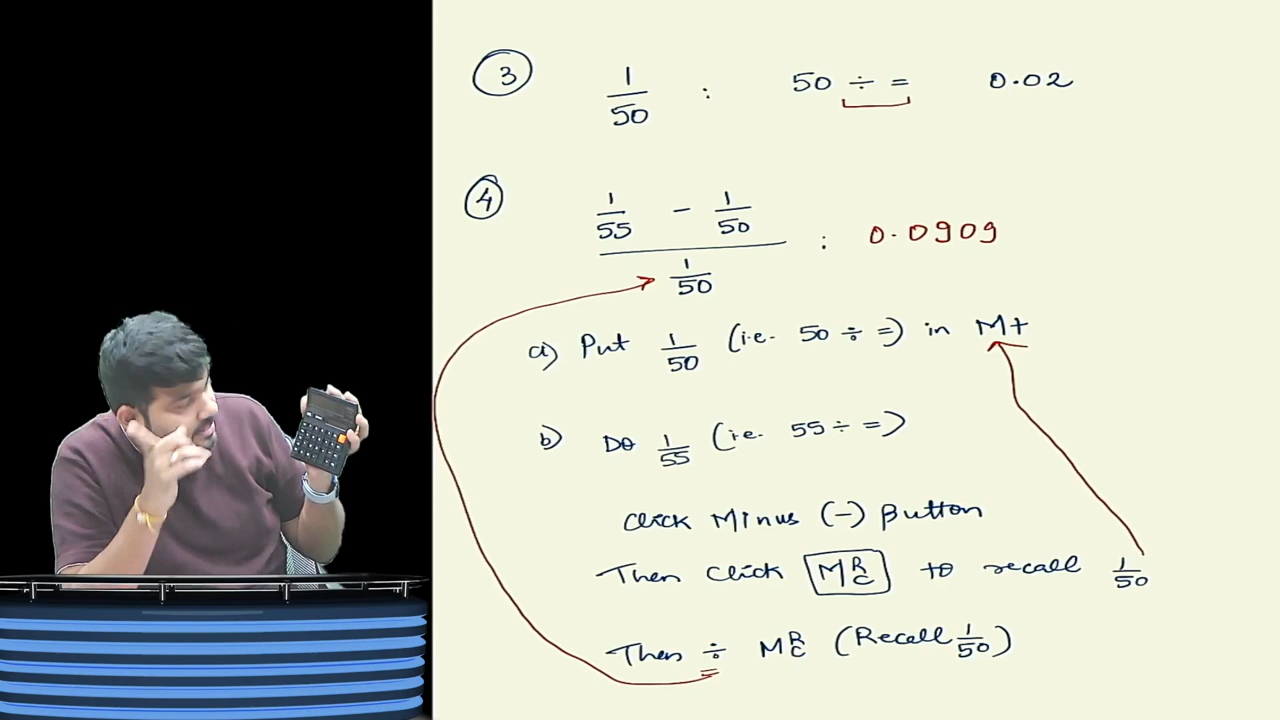 3 1/50 : 50 ÷ = 0.02
4 (1/55 - 1/50) / (1/50) : 0.0909
a) Put 1/50 (i.e. 50 ÷ =) in M+
b) Do 1/55 (i.e. 55 ÷ =)
Click Minus (-) Button
Then Click MRC to recall 1/50
Then ÷ MRC (Recall 1/50)